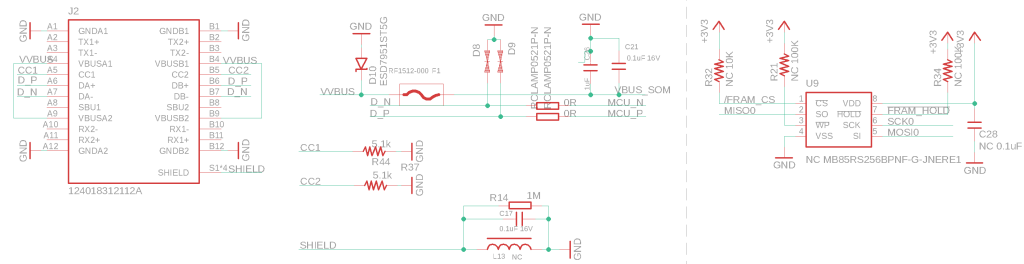 J2
GND
A1 GNDA1 GNDB1 B1
GND
A2 TX1+ TX2+ B2
A3 TX1- TX2- B3
VVBUS A4 VBUSA1 VBUSB1 B4 VVBUS
CC1 A5 CC1 CC2 B5 CC2
D_P A6 DA+ DB+ B6 D_P
D_N A7 DA- DB- B7 D_N
A8 SBU1 SBU2 B8
A9 VBUSA2 VBUSB2 B9
A10 RX2- RX1- B10
A11 RX2+ RX1+ B11
GND
A12 GNDA2 GNDB2 B12
GND
SHIELD S1*4 SHIELD
124018312112A
GND
D10
ESD7951ST5G
RF1512-000 F1
VVBUS
GND
D8
D9
RCLAMP0521P-N
RCLAMP0521P-N
GND
1uF
C21
0.1uF 16V
VBUS_SOM
D_N 0R MCU_N
D_P 0R MCU_P
CC1
5.1k
R44
GND
R37
CC2
5.1k
GND
R14 1M
C17
0.1uF 16V
SHIELD
L13 NC
GND
+3V3
R32
NC 10K
+3V3
R21
NC 100K
+3V3
R34
NC 100K
+3V3
U9
/FRAM_CS 1 CS VDD 8
MISO0 2 SO HOLD 7 FRAM_HOLD
3 WP SCK 6 SCK0
4 VSS SI 5 MOSI0
GND
NC MB85RS256BPNF-G-JNERE1
C28
NC 0.1uF
GND